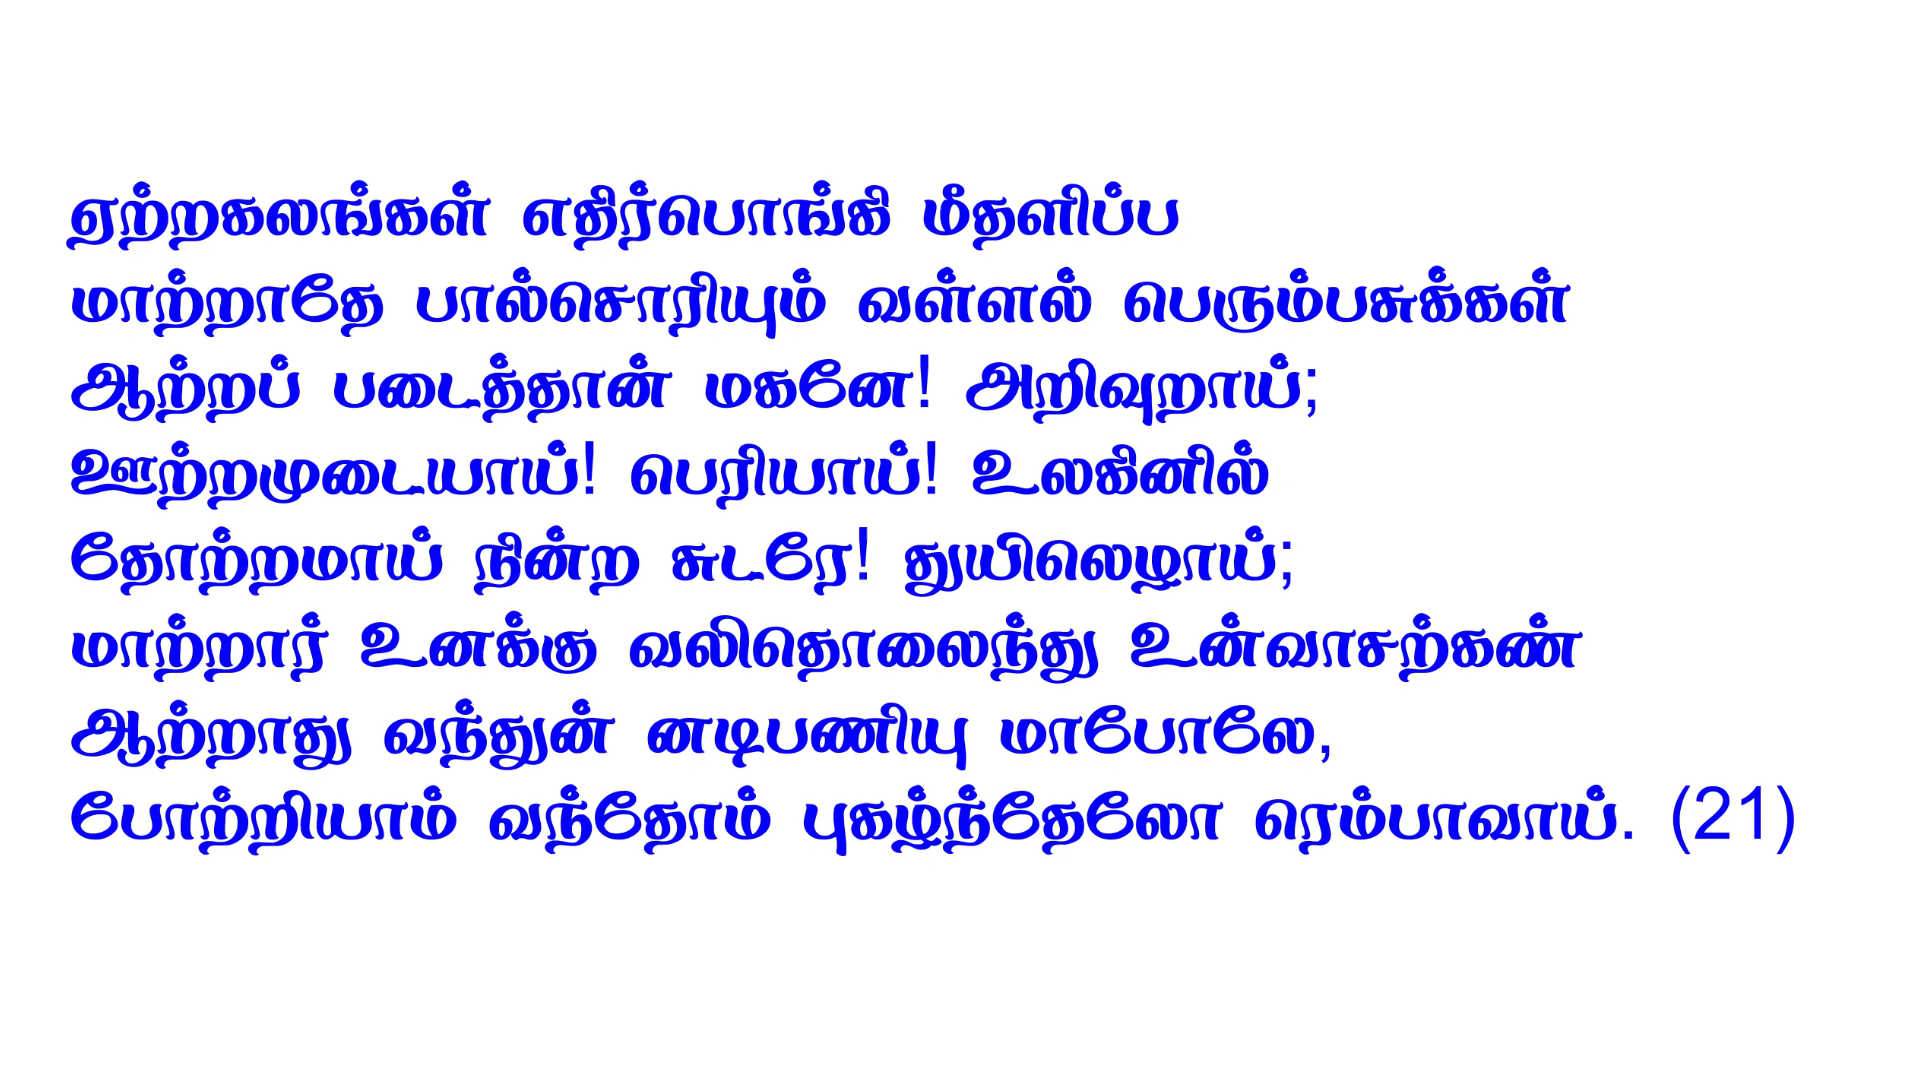 ஏற்றகலங்கள் எதிர்பொங்கி மீதளிப்ப
மாற்றாதே பால்சொரியும் வள்ளல் பெரும்பசுக்கள்
ஆற்றப் படைத்தான் மகனே! அறிவுறாய்;
ஊற்றமுடையாய்! பெரியாய்! உலகினில்
தோற்றமாய் நின்ற சுடரே! துயிலெழாய்;
மாற்றார் உனக்கு வலிதொலைந்து உன்வாசற்கண்
ஆற்றாது வந்துன் னடிபணியு மாபோலே,
போற்றியாம் வந்தோம் புகழ்ந்தேலோ ரெம்பாவாய். (21)